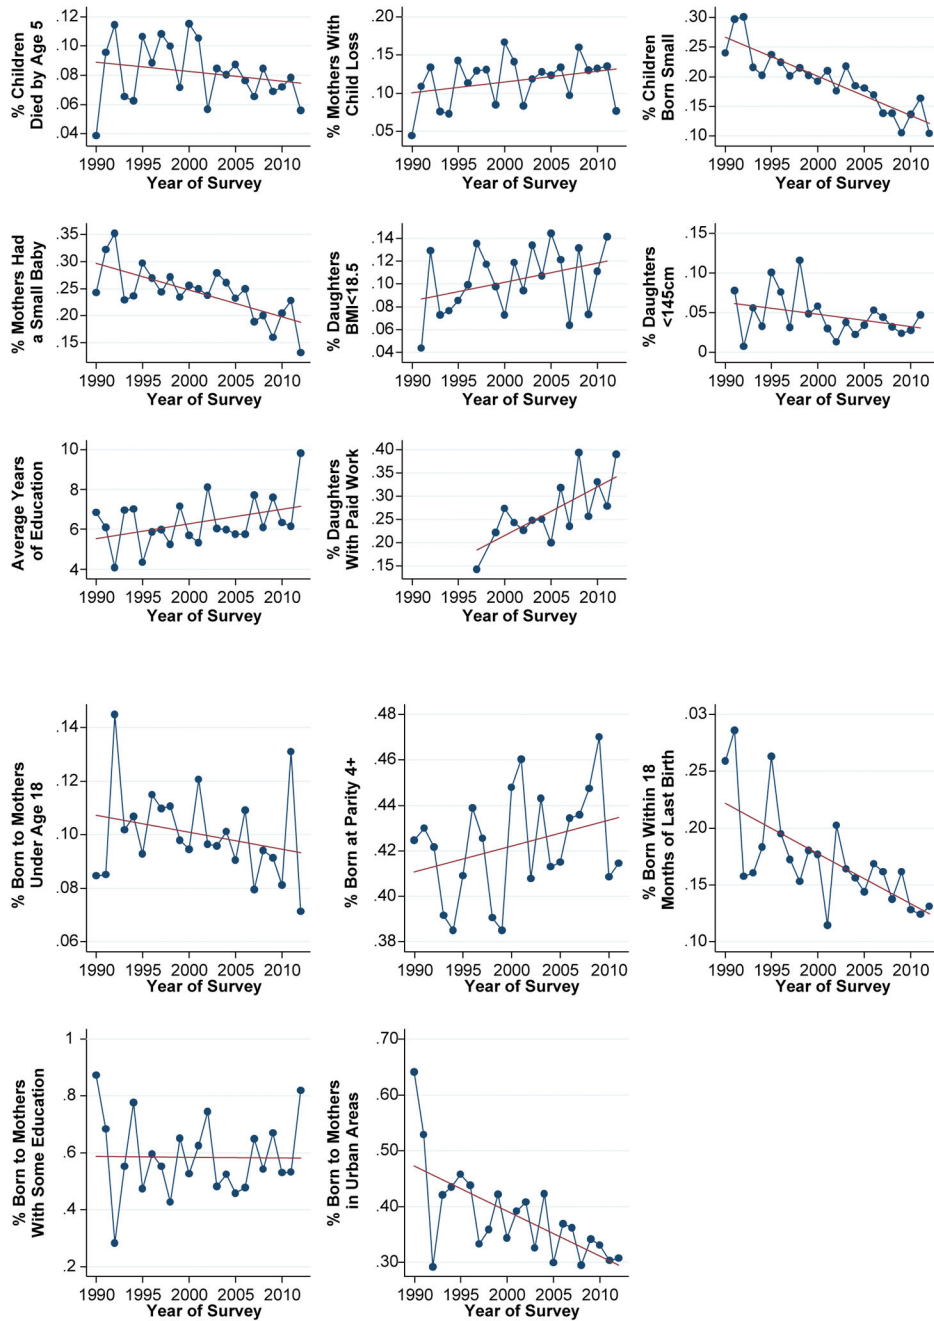 % Children
Died by Age 5
.12
.10
.08
.06
.04
1990 1995 2000 2005 2010
Year of Survey
% Mothers With
Child Loss
.20
.15
.10
.05
1990 1995 2000 2005 2010
Year of Survey
% Children
Born Small
.30
.25
.20
.15
.10
1990 1995 2000 2005 2010
Year of Survey
% Mothers Had
a Small Baby
.35
.30
.25
.20
.15
1990 1995 2000 2005 2010
Year of Survey
% Daughters
BMI<18.5
.14
.12
.10
.08
.06
.04
1990 1995 2000 2005 2010
Year of Survey
% Daughters
<145cm
.15
.10
.05
0
1990 1995 2000 2005 2010
Year of Survey
Average Years
of Education
10
8
6
4
1990 1995 2000 2005 2010
Year of Survey
% Daughters
With Paid Work
.40
.35
.30
.25
.20
.15
1990 1995 2000 2005 2010
Year of Survey
% Born to Mothers
Under Age 18
.14
.12
.10
.08
.06
1990 1995 2000 2005 2010
Year of Survey
% Born at Parity 4+
.48
.46
.44
.42
.40
.38
1990 1995 2000 2005 2010
Year of Survey
% Born Within 18
Months of Last Birth
.03
.25
.20
.15
.10
1990 1995 2000 2005 2010
Year of Survey
% Born to Mothers
With Some Education
1
.8
.6
.4
.2
1990 1995 2000 2005 2010
Year of Survey
% Born to Mothers
in Urban Areas
.70
.60
.50
.40
.30
1990 1995 2000 2005 2010
Year of Survey